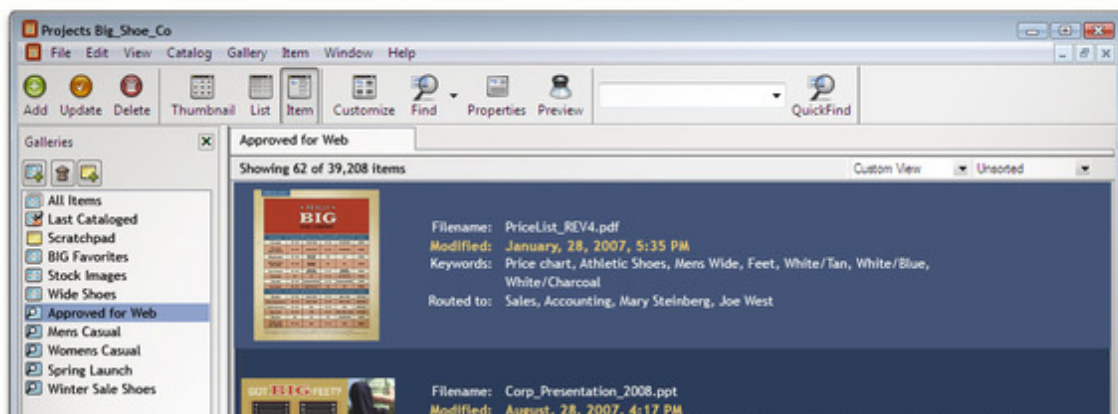 Projects Big_Shoe_Co
File Edit View Catalog Gallery Item Window Help
Add Update Delete Thumbnail List Item Customize Find Properties Preview QuickFind
Galleries
Approved for Web
Showing 62 of 39,208 items
Custom View Unsorted
All Items
Last Cataloged
Scratchpad
BIG Favorites
Stock Images
Wide Shoes
Approved for Web
Mens Casual
Womens Casual
Spring Launch
Winter Sale Shoes
BIG
Filename: PriceList_REV4.pdf
Modified: January, 28, 2007, 5:35 PM
Keywords: Price chart, Athletic Shoes, Mens Wide, Feet, White/Tan, White/Blue,
White/Charcoal
Routed to: Sales, Accounting, Mary Steinberg, Joe West
GOT BIG FEET?
Filename: Corp_Presentation_2008.ppt
Modified: August, 28, 2007, 4:17 PM